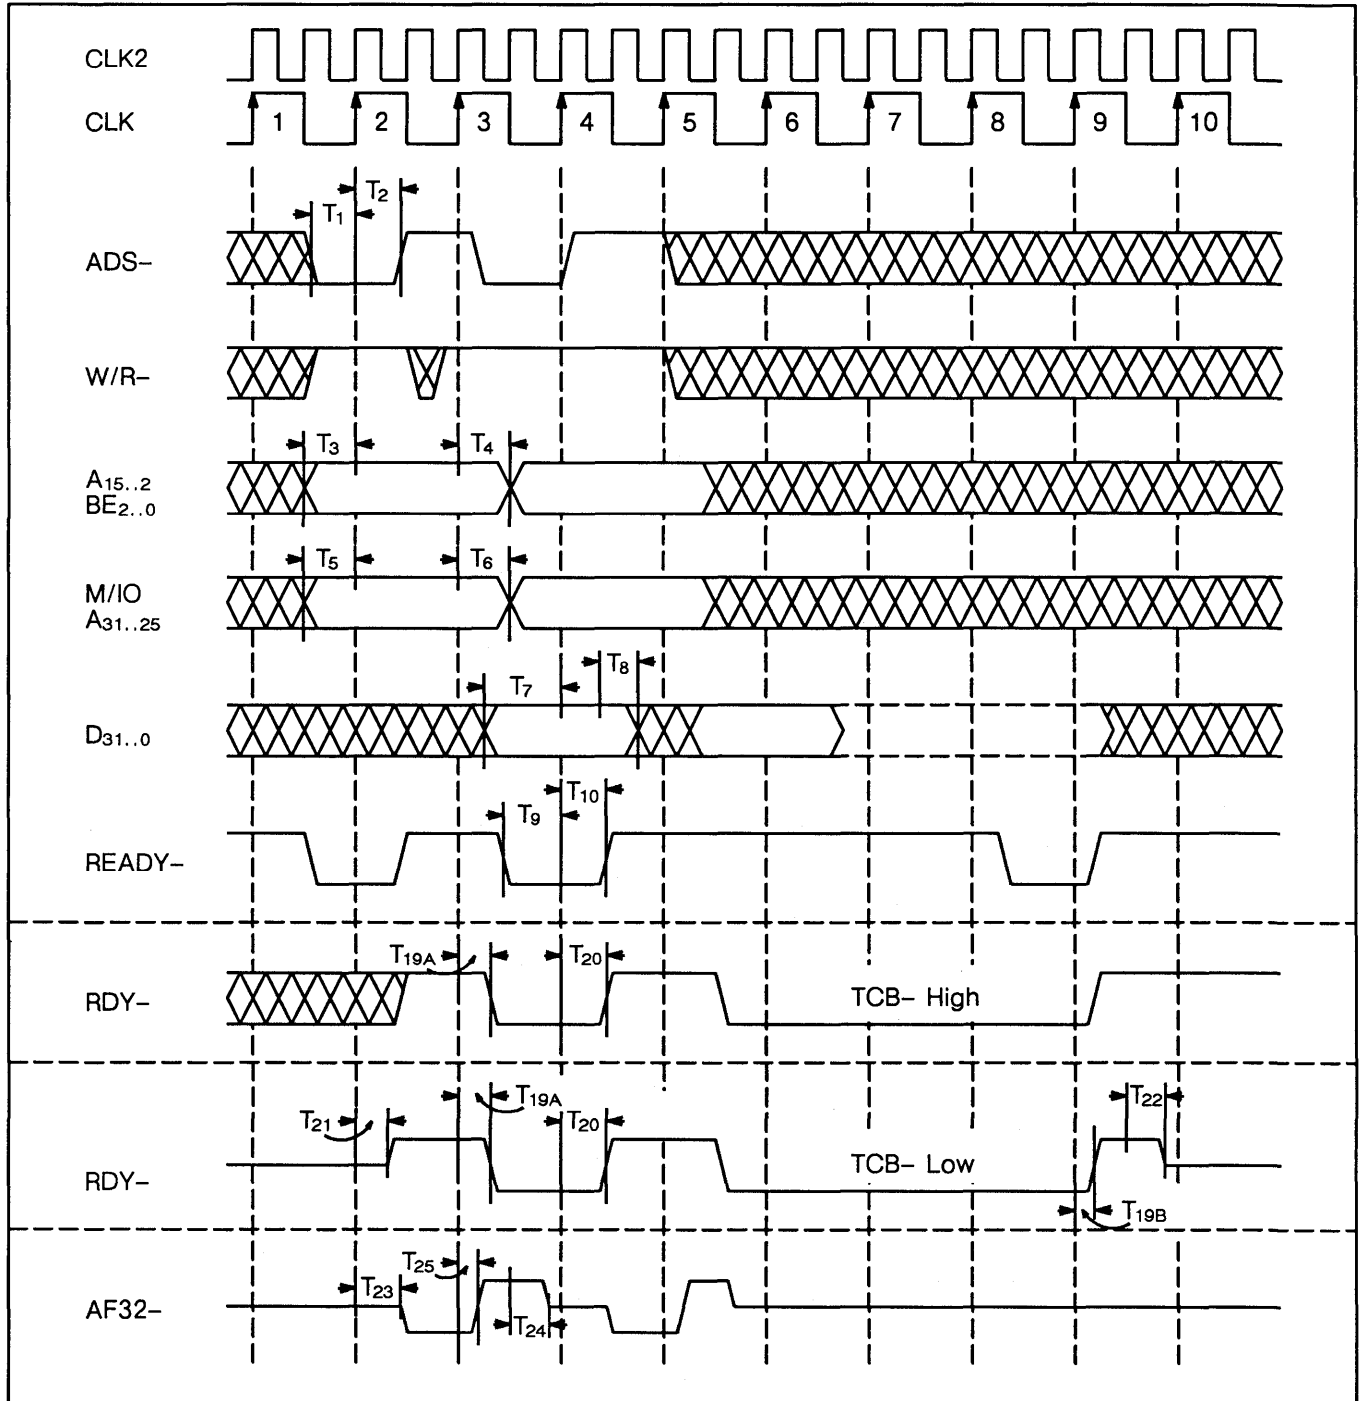 CLK2
CLK 1 2 3 4 5 6 7 8 9 10
T2
T1
ADS–
W/R–
T3 T4
A15..2
BE2..0
T5 T6
M/IO
A31..25
T8
T7
D31..0
T10
T9
READY–
T19A T20
RDY– TCB– High
T19A T22
T21 T20
RDY– TCB– Low
T19B
T25
T23
AF32–
T24